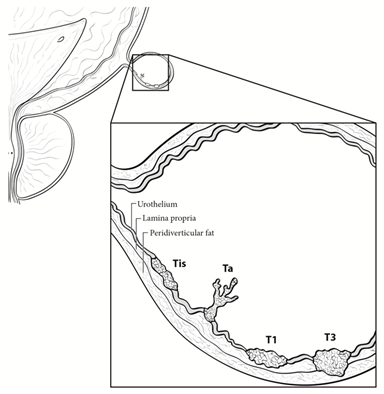 Urothelium
Lamina propria
Peridiverticular fat
Tis
Ta
T1
T3